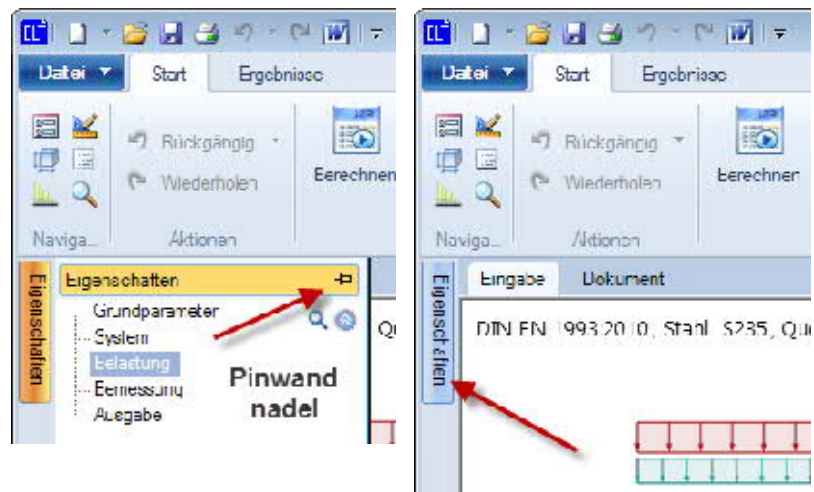 Datei Start Ergebnisse
Rückgängig
Wiederholen
Berechnen
Naviga... Aktionen
Eigenschaften
Eigenschaften
Grundparameter
System
Belastung
Bemessung
Ausgabe
Pinwand
nadel
Datei Start Ergebnisse
Rückgängig
Wiederholen
Berechnen
Naviga... Aktionen
Eigenschaften
Eingabe Dokument
DIN EN 1993:2010, Stahl S235,